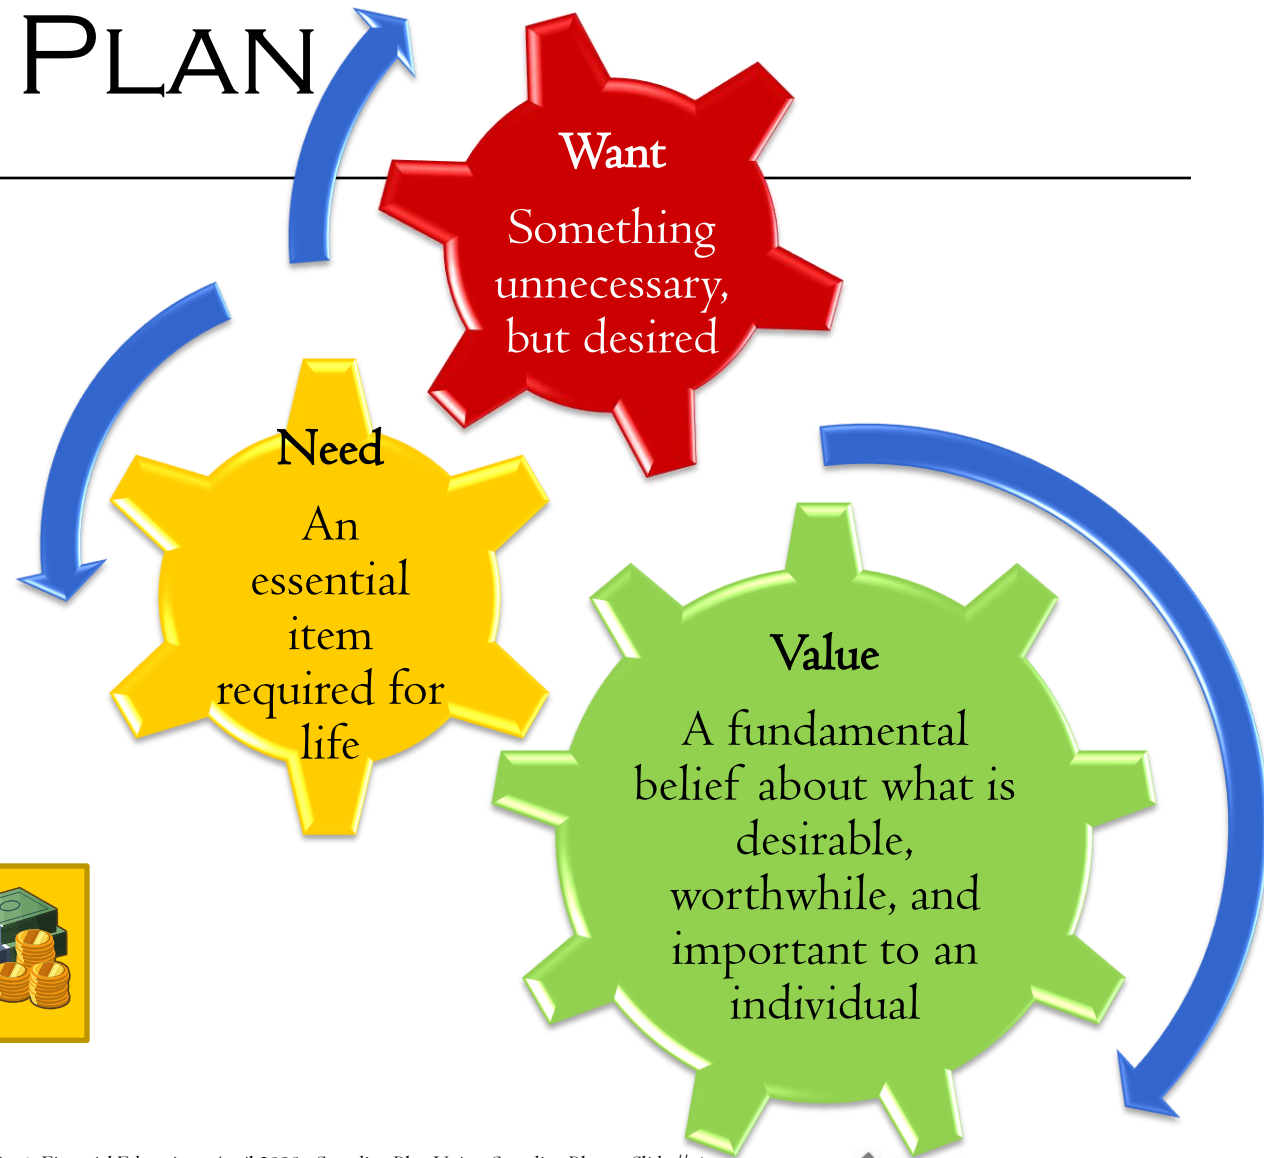 PLAN
Want
Something
unnecessary,
but desired
Need
An
essential
item
required for
life
Value
A fundamental
belief about what is
desirable,
worthwhile, and
important to an
individual